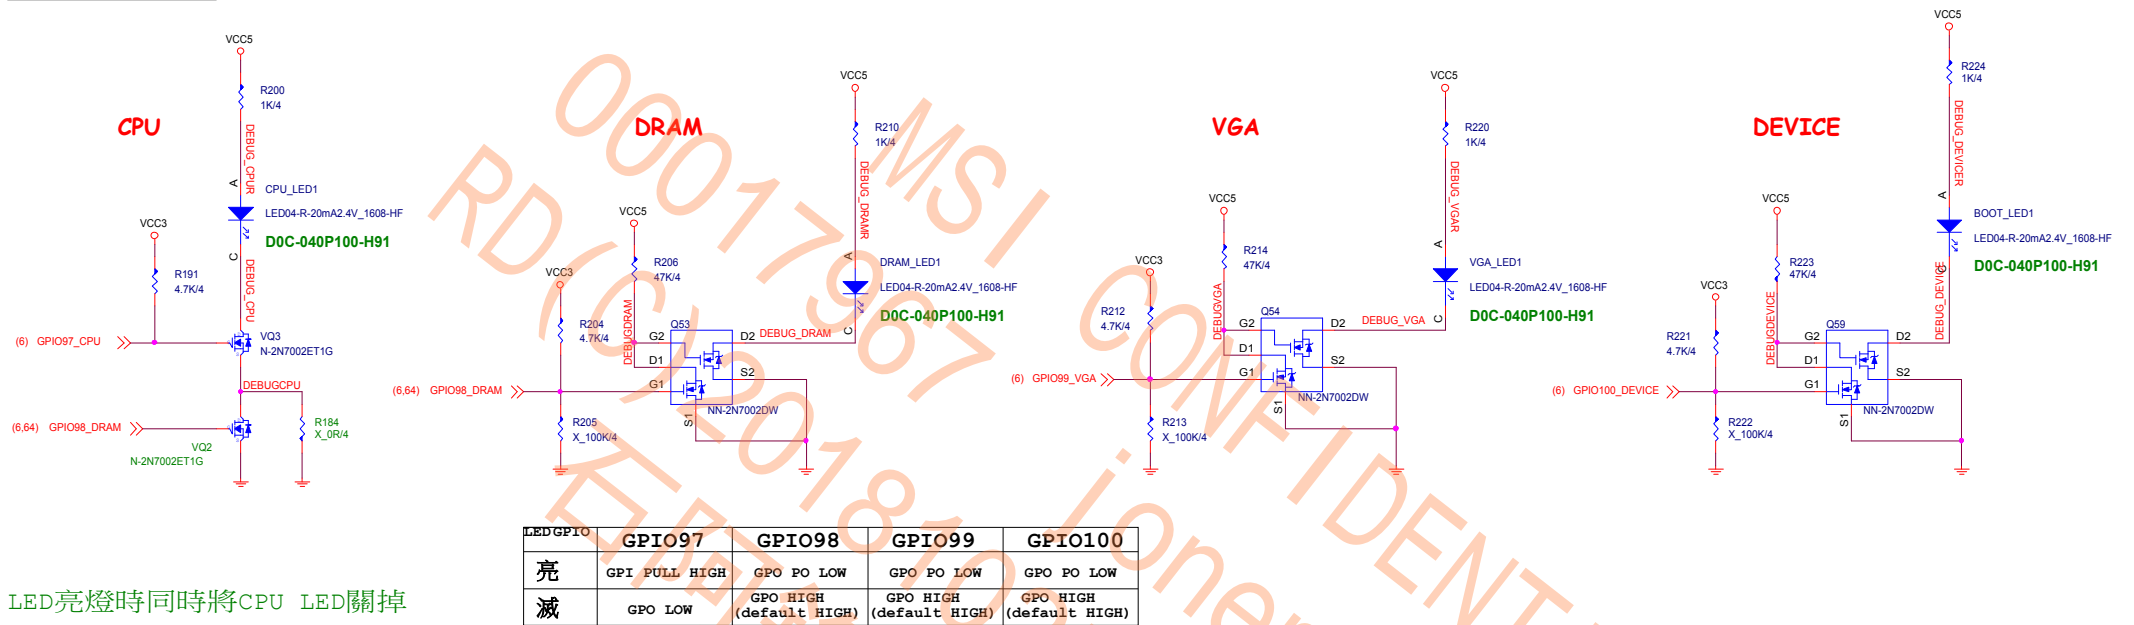 CPU
VCC5
R200
1K/4
DEBUG_CPUR
A
CPU_LED1
LED04-R-20mA2.4V_1608-HF
D0C-040P100-H91
C
DEBUG_CPU
VCC3
R191
4.7K/4
(6) GPIO97_CPU
VQ3
N-2N7002ET1G
DEBUGCPU
(6,64) GPIO98_DRAM
VQ2
N-2N7002ET1G
R184
X_0R/4
DRAM
VCC5
R210
1K/4
DEBUG_DRAMR
A
DRAM_LED1
LED04-R-20mA2.4V_1608-HF
D0C-040P100-H91
C
VCC5
R206
47K/4
DEBUGDRAM
VCC3
R204
4.7K/4
(6,64) GPIO98_DRAM
R205
X_100K/4
Q53
G2
D1
G1
S1
D2
S2
DEBUG_DRAM
NN-2N7002DW
VGA
VCC5
R220
1K/4
DEBUG_VGAR
A
VGA_LED1
LED04-R-20mA2.4V_1608-HF
D0C-040P100-H91
C
VCC5
R214
47K/4
DEBUGVGA
VCC3
R212
4.7K/4
(6) GPIO99_VGA
R213
X_100K/4
Q54
G2
D1
G1
S1
D2
S2
DEBUG_VGA
NN-2N7002DW
DEVICE
VCC5
R224
1K/4
DEBUG_DEVICER
A
BOOT_LED1
LED04-R-20mA2.4V_1608-HF
D0C-040P100-H91
C
DEBUG_DEVICE
VCC5
R223
47K/4
DEBUGDEVICE
VCC3
R221
4.7K/4
(6) GPIO100_DEVICE
R222
X_100K/4
Q59
G2
D1
G1
S1
D2
S2
NN-2N7002DW
LEDGPIO GPIO97 GPIO98 GPIO99 GPIO100
亮 GPI PULL HIGH GPO PO LOW GPO PO LOW GPO PO LOW
滅 GPO LOW GPO HIGH (default HIGH) GPO HIGH (default HIGH) GPO HIGH (default HIGH)
LED亮燈時同時將CPU LED關掉
MSI CONFIDENT
00017967
RD(C)201810
jone